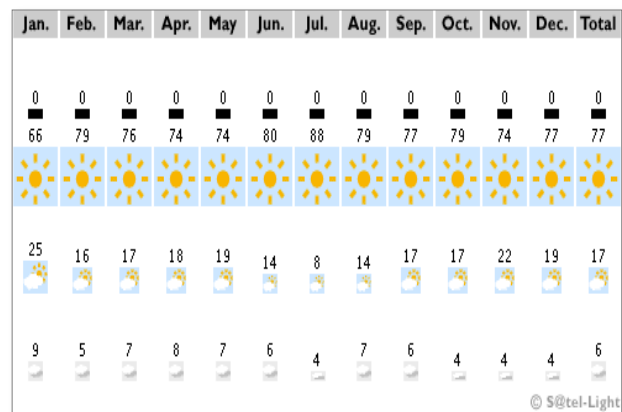 Jan. Feb. Mar. Apr. May Jun. Jul. Aug. Sep. Oct. Nov. Dec. Total
0 0 0 0 0 0 0 0 0 0 0 0 0
66 79 76 74 74 80 88 79 77 79 74 77 77
25 16 17 18 19 14 8 14 17 17 22 19 17
9 5 7 8 7 6 4 7 6 4 4 4 6
© S@tel-Light